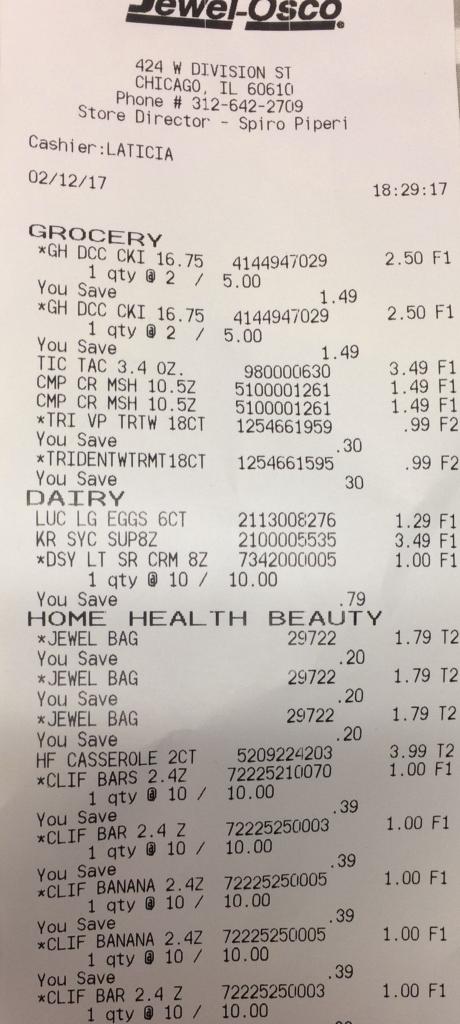 Jewel-Osco
424 W DIVISION ST
CHICAGO, IL 60610
Phone # 312-642-2709
Store Director - Spiro Piperi
Cashier:LATICIA
02/12/17 18:29:17
GROCERY
*GH DCC CKI 16.75 4144947029 2.50 F1
1 qty @ 2 / 5.00
You Save 1.49
*GH DCC CKI 16.75 4144947029 2.50 F1
1 qty @ 2 / 5.00
You Save 1.49
TIC TAC 3.4 OZ. 980000630 3.49 F1
CMP CR MSH 10.5Z 5100001261 1.49 F1
CMP CR MSH 10.5Z 5100001261 1.49 F1
*TRI VP TRTW 18CT 1254661959 .99 F2
You Save .30
*TRIDENTWTRMT18CT 1254661595 .99 F2
You Save 30
DAIRY
LUC LG EGGS 6CT 2113008276 1.29 F1
KR SYC SUP8Z 2100005535 3.49 F1
*DSY LT SR CRM 8Z 7342000005 1.00 F1
1 qty @ 10 / 10.00
You Save .79
HOME HEALTH BEAUTY
*JEWEL BAG 29722 1.79 T2
You Save .20
*JEWEL BAG 29722 1.79 T2
You Save .20
*JEWEL BAG 29722 1.79 T2
You Save .20
HF CASSEROLE 2CT 5209224203 3.99 T2
*CLIF BARS 2.4Z 72225210070 1.00 F1
1 qty @ 10 / 10.00
You Save .39
*CLIF BAR 2.4 Z 72225250003 1.00 F1
1 qty @ 10 / 10.00
You Save .39
*CLIF BANANA 2.4Z 72225250005 1.00 F1
1 qty @ 10 / 10.00
You Save .39
*CLIF BANANA 2.4Z 72225250005 1.00 F1
1 qty @ 10 / 10.00
You Save .39
*CLIF BAR 2.4 Z 72225250003 1.00 F1
1 qty @ 10 / 10.00